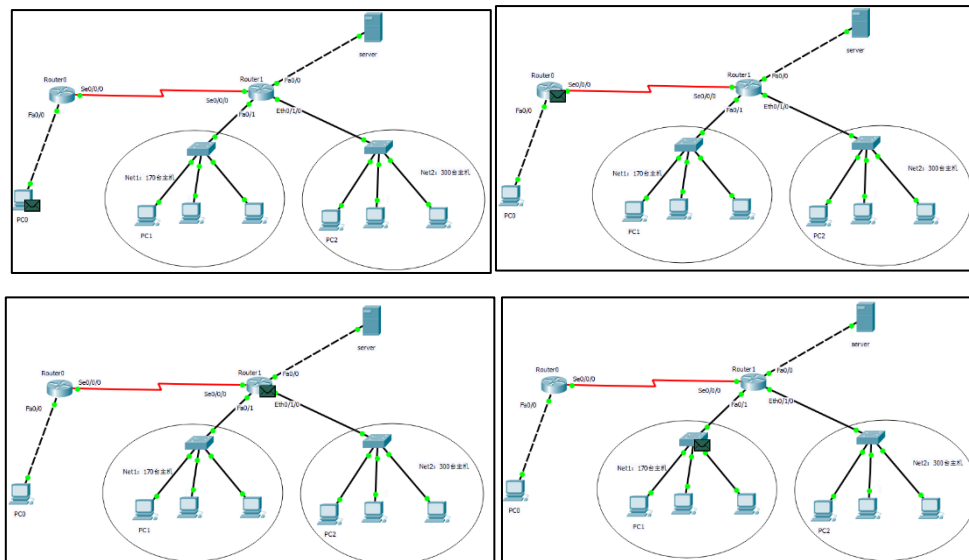 server
Router0
Router1
Fa0/0
Se0/0/0
Se0/0/0
Fa0/0
Fa0/1
Eth0/1/0
Net1：170台主机
Net2：300台主机
PC0
PC1
PC2
server
Router0
Router1
Fa0/0
Se0/0/0
Se0/0/0
Fa0/0
Fa0/1
Eth0/1/0
Net1：170台主机
Net2：300台主机
PC0
PC1
PC2
server
Router0
Router1
Fa0/0
Se0/0/0
Se0/0/0
Fa0/0
Fa0/1
Eth0/1/0
Net1：170台主机
Net2：300台主机
PC0
PC1
PC2
server
Router0
Router1
Fa0/0
Se0/0/0
Se0/0/0
Fa0/0
Fa0/1
Eth0/1/0
Net1：170台主机
Net2：300台主机
PC0
PC1
PC2